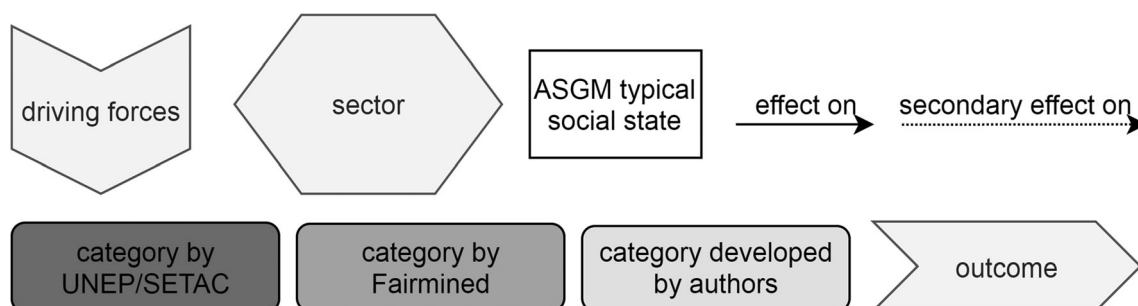 driving forces
sector
ASGM typical
social state
effect on
secondary effect on
category by
UNEP/SETAC
category by
Fairmined
category developed
by authors
outcome